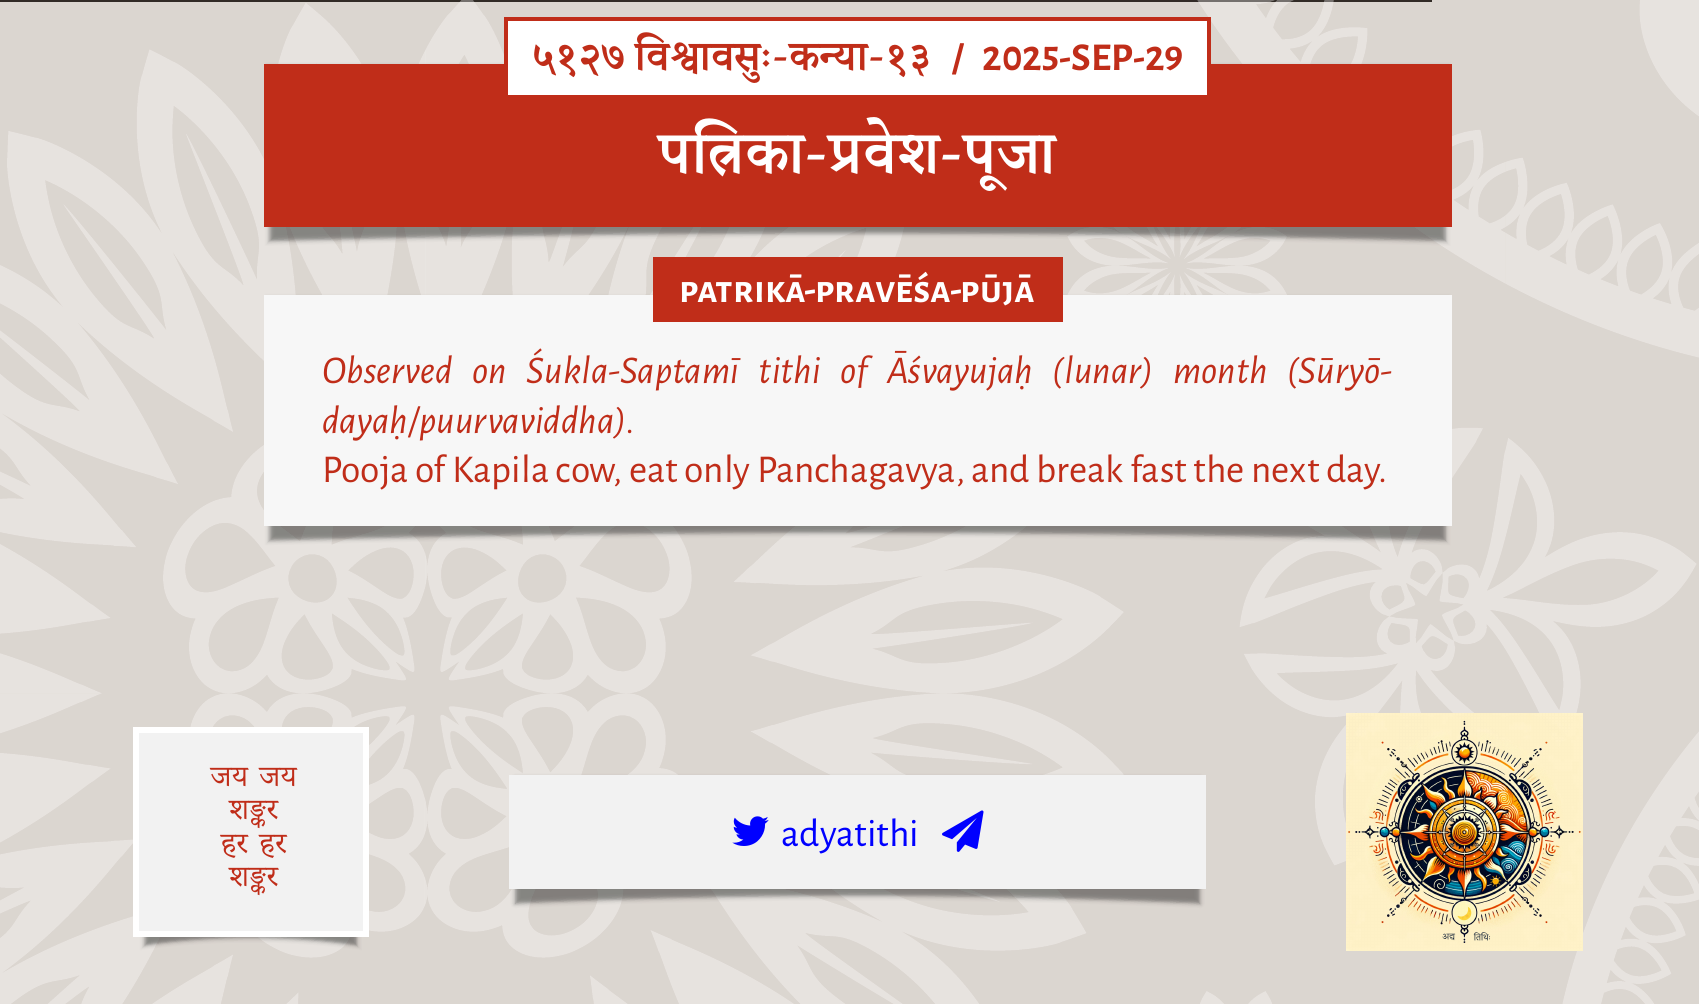 ५१२७ विश्वावसुः-कन्या-१३ / 2025-SEP-29
पत्रिका-प्रवेश-पूजा
PATRIKĀ-PRAVĒŚA-PŪJĀ
Observed on Śukla-Saptamī tithi of Āśvayujaḥ (lunar) month (Sūryō-
dayaḥ/puurvaviddha).
Pooja of Kapila cow, eat only Panchagavya, and break fast the next day.
जय जय
शङ्कर
हर हर
शङ्कर
adyatithi
अद्य तिथिः